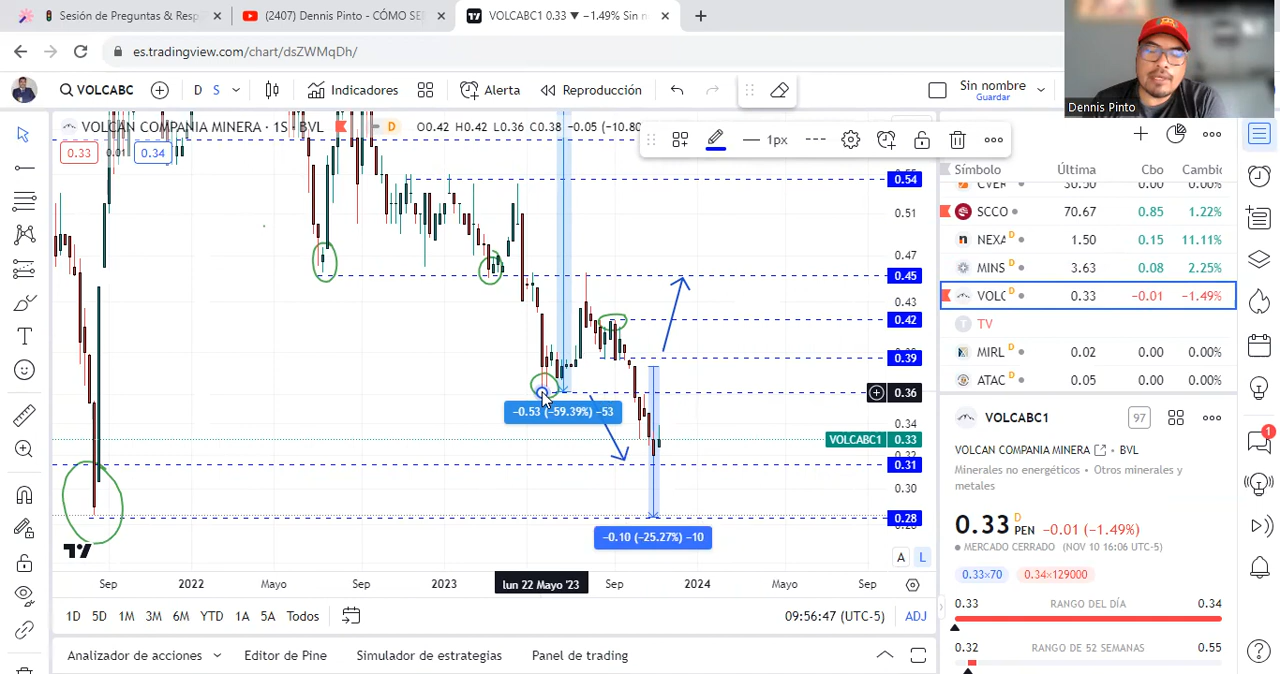 Sesión de Preguntas & Resp
(2407) Dennis Pinto - CÓMO SER
VOLCABC1 0.33 ▼ −1.49% Sin n
es.tradingview.com/chart/dsZWMqDh/
VOLCABC
D
S
Indicadores
Alerta
Reproducción
Sin nombre
Guardar
Dennis Pinto
VOLCAN COMPANIA MINERA · 1S · BVL
D
O0.42 H0.42 L0.36 C0.38 −0.05 (−10.80
0.33
0.01
0.34
1px
0.54
0.51
0.47
0.45
0.43
0.42
0.39
0.36
0.34
VOLCABC1
0.33
0.31
0.30
0.28
−0.53 (−59.39%) −53
−0.10 (−25.27%) −10
A
L
Sep
2022
Mayo
Sep
2023
lun 22 Mayo '23
Sep
2024
Mayo
Sep
1D
5D
1M
3M
6M
YTD
1A
5A
Todos
09:56:47 (UTC-5)
ADJ
Analizador de acciones
Editor de Pine
Simulador de estrategias
Panel de trading
Símbolo
Última
Cbo
Cambic
CVER
30.50
0.00
0.00%
SCCO
70.67
0.85
1.22%
NEXA
D
1.50
0.15
11.11%
MINS
D
3.63
0.08
2.25%
VOLC
D
0.33
−0.01
−1.49%
T
TV
MIRL
D
0.02
0.00
0.00%
ATAC
D
0.05
0.00
0.00%
VOLCABC1
97
VOLCAN COMPANIA MINERA
BVL
Minerales no energéticos • Otros minerales y
metales
0.33
D
PEN
−0.01 (−1.49%)
MERCADO CERRADO (NOV 10 16:06 UTC-5)
0.33×70
0.34×129000
0.33
RANGO DEL DÍA
0.34
0.32
RANGO DE 52 SEMANAS
0.55
1